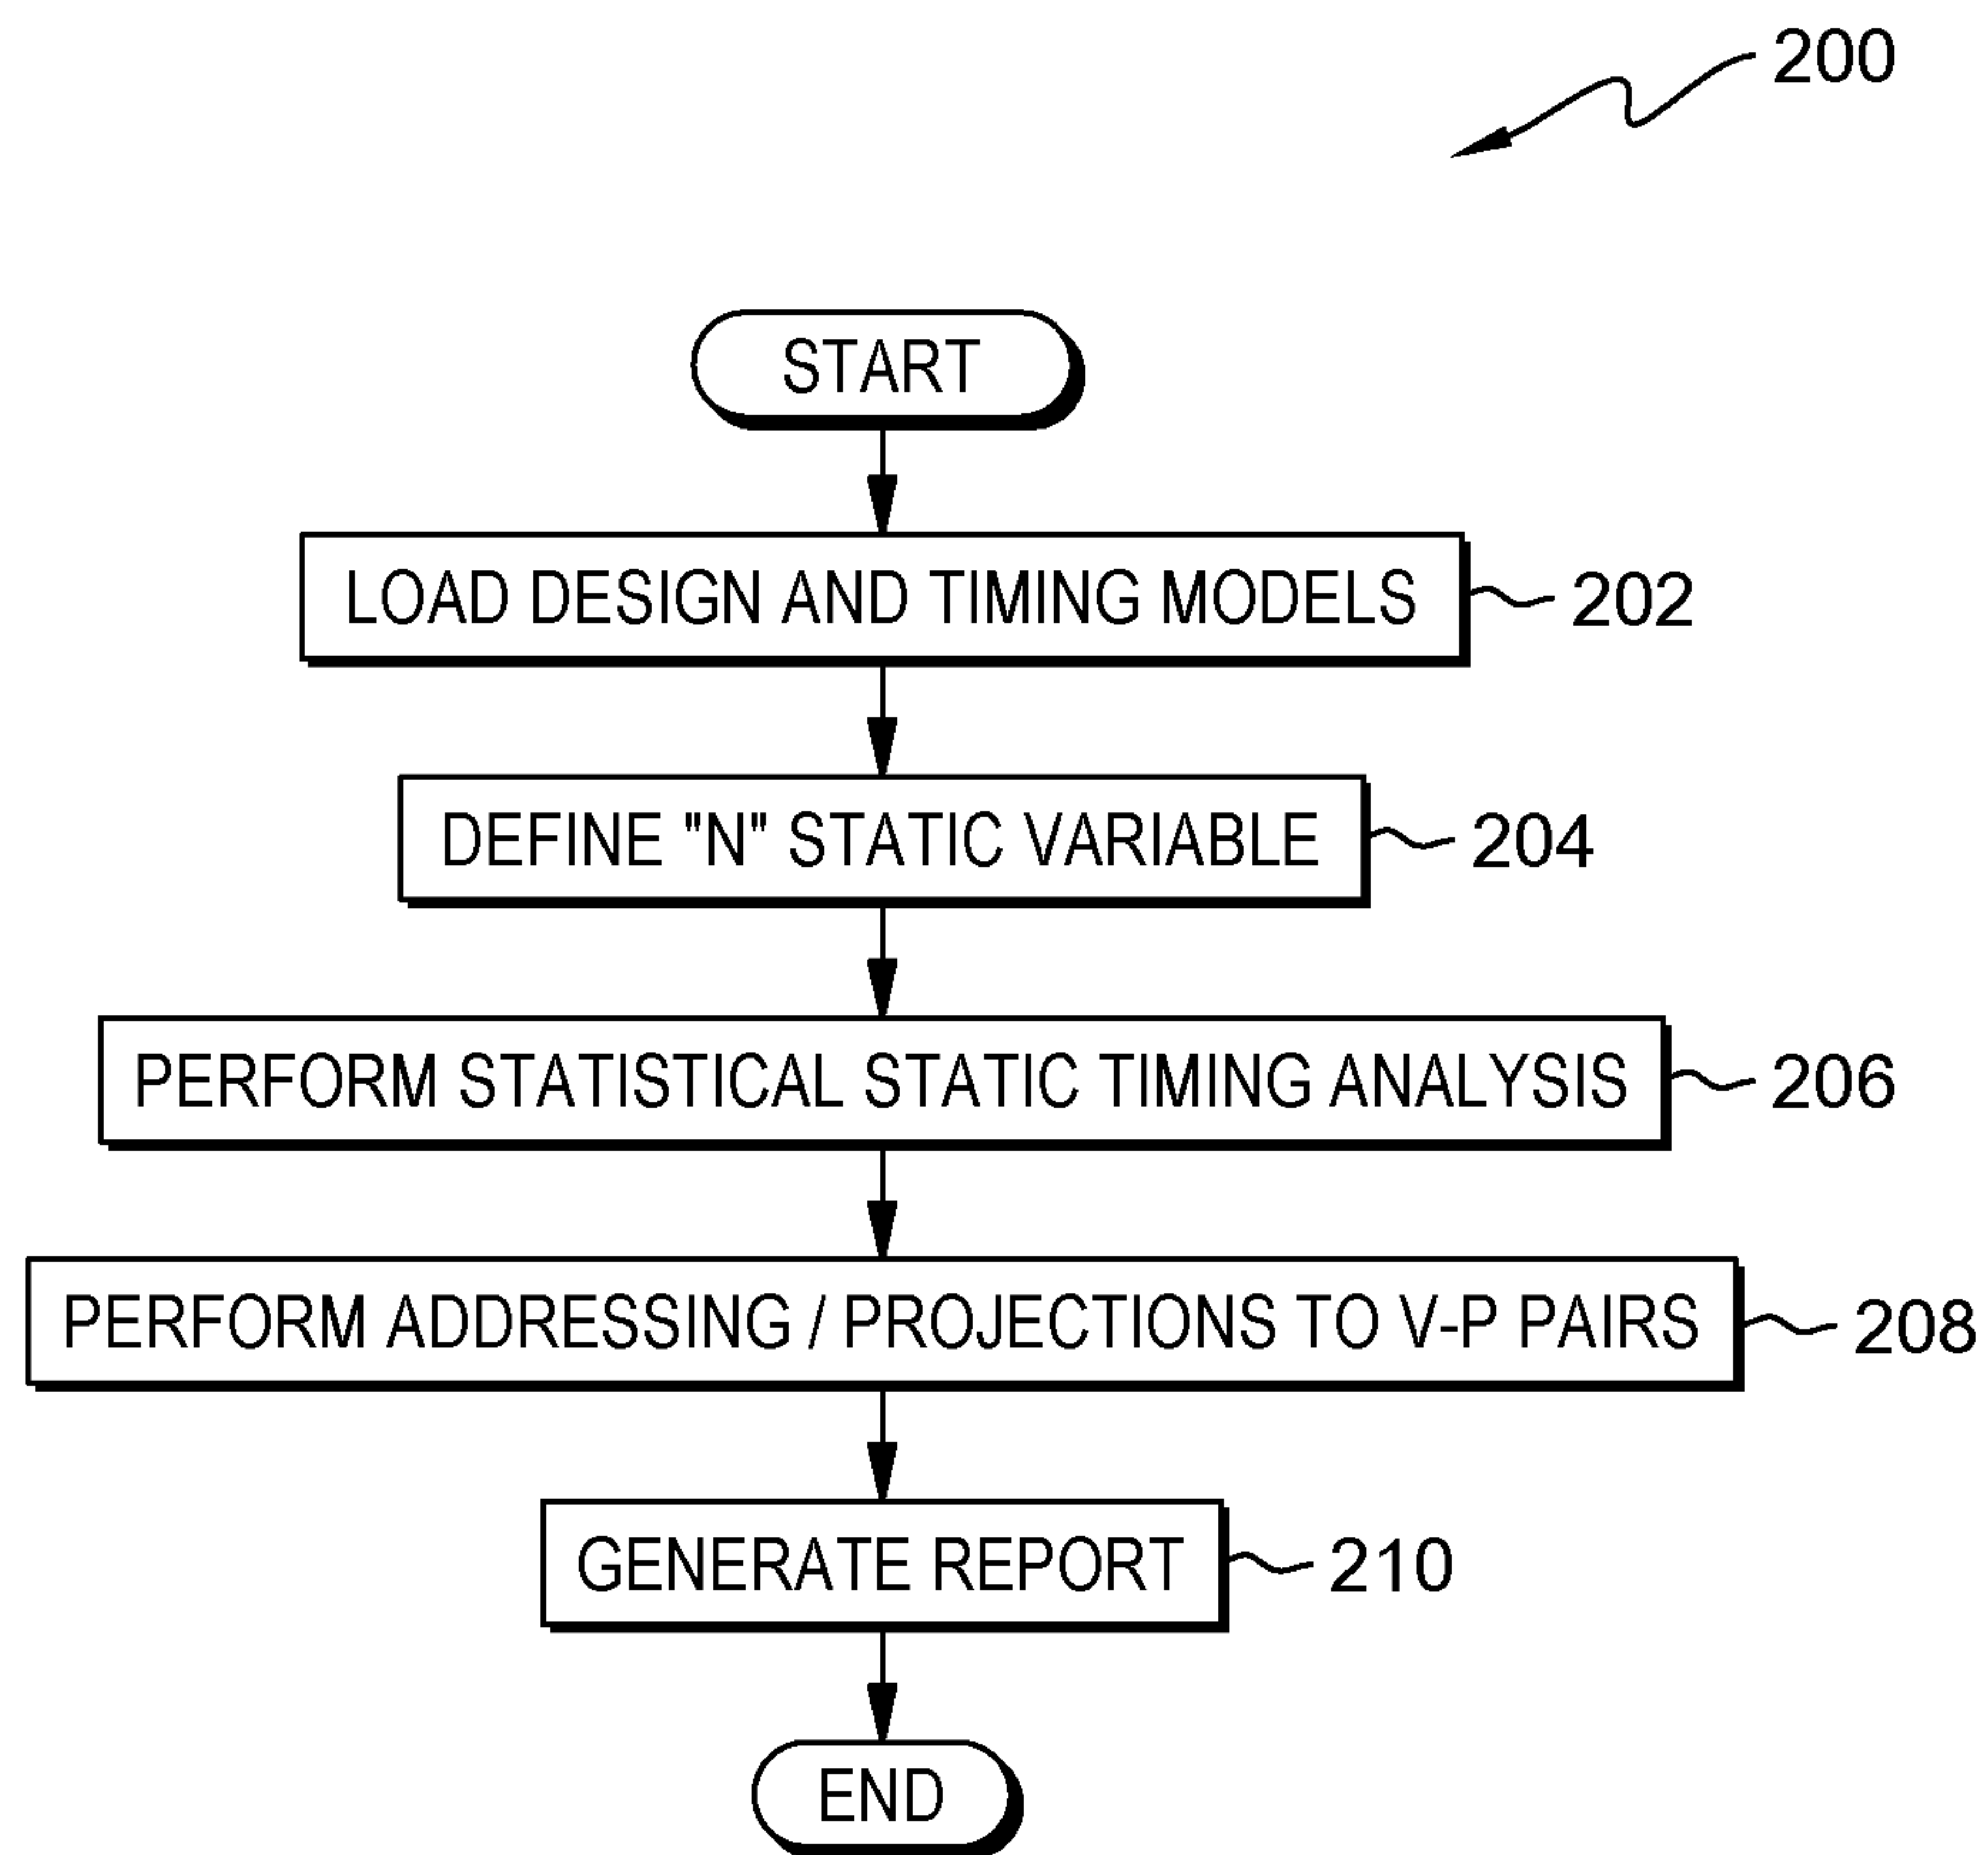 200
START
LOAD DESIGN AND TIMING MODELS
202
DEFINE "N" STATIC VARIABLE
204
PERFORM STATISTICAL STATIC TIMING ANALYSIS
206
PERFORM ADDRESSING / PROJECTIONS TO V-P PAIRS
208
GENERATE REPORT
210
END